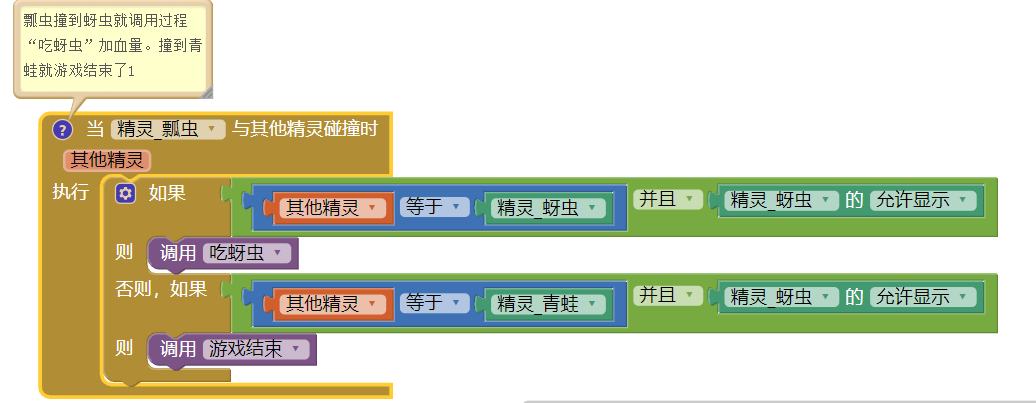 瓢虫撞到蚜虫就调用过程
“吃蚜虫”加血量。撞到青
蛙就游戏结束了1
? 当 精灵_瓢虫 与其他精灵碰撞时
其他精灵
执行 如果 其他精灵 等于 精灵_蚜虫 并且 精灵_蚜虫 的 允许显示
则 调用 吃蚜虫
否则，如果 其他精灵 等于 精灵_青蛙 并且 精灵_蚜虫 的 允许显示
则 调用 游戏结束